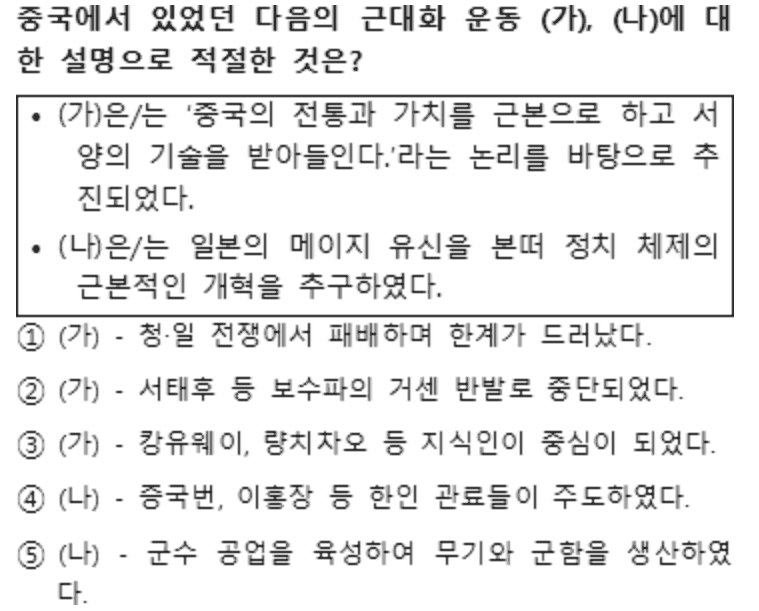 중국에서 있었던 다음의 근대화 운동 (가), (나)에 대
한 설명으로 적절한 것은?
• (가)은/는 '중국의 전통과 가치를 근본으로 하고 서
양의 기술을 받아들인다.'라는 논리를 바탕으로 추
진되었다.
• (나)은/는 일본의 메이지 유신을 본떠 정치 체제의
근본적인 개혁을 추구하였다.
① (가) - 청·일 전쟁에서 패배하며 한계가 드러났다.
② (가) - 서태후 등 보수파의 거센 반발로 중단되었다.
③ (가) - 캉유웨이, 량치차오 등 지식인이 중심이 되었다.
④ (나) - 증국번, 이홍장 등 한인 관료들이 주도하였다.
⑤ (나) - 군수 공업을 육성하여 무기와 군함을 생산하였
다.